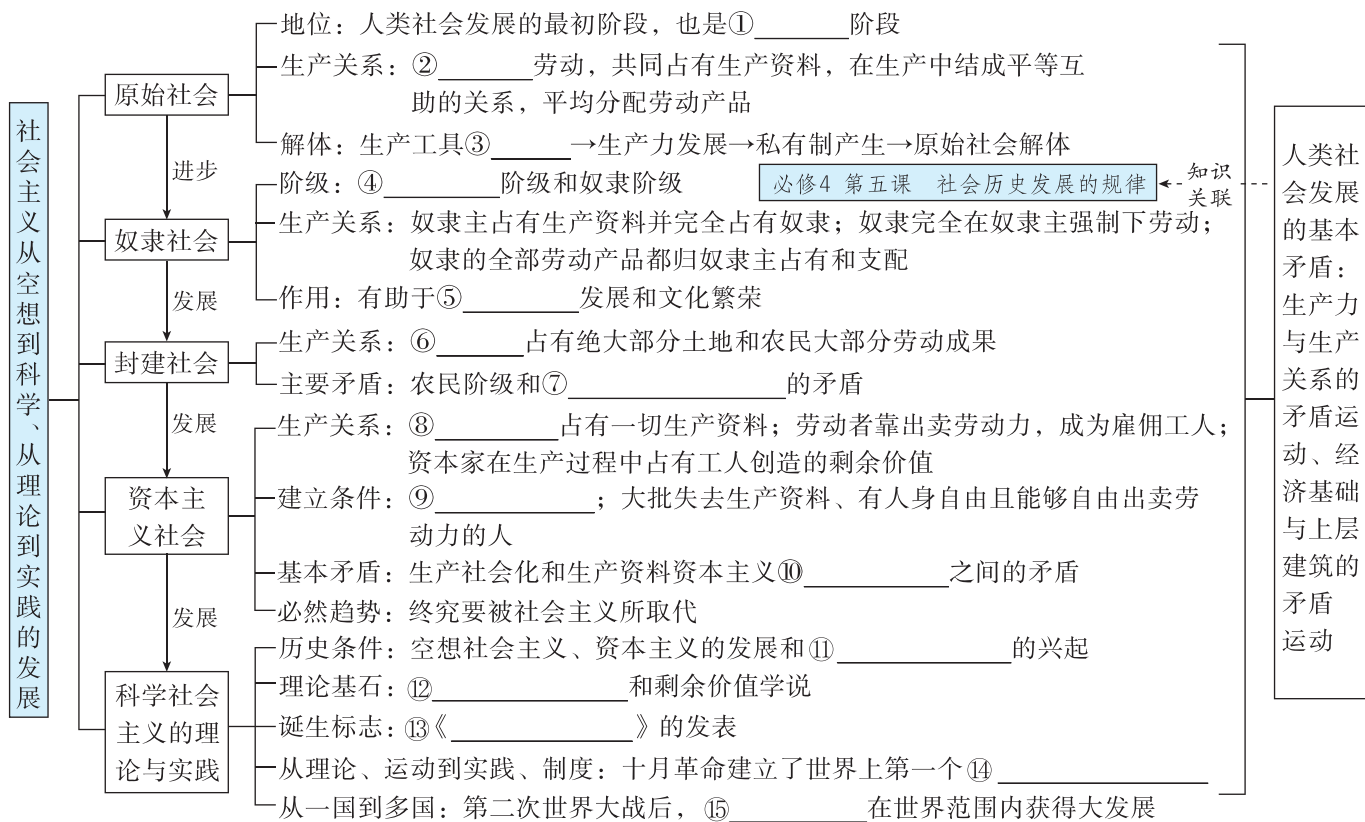 社会主义从空想到科学、从理论到实践的发展
原始社会
地位：人类社会发展的最初阶段，也是①________阶段
生产关系：②________劳动，共同占有生产资料，在生产中结成平等互
助的关系，平均分配劳动产品
解体：生产工具③_______→生产力发展→私有制产生→原始社会解体
进步
奴隶社会
阶级：④__________阶级和奴隶阶级
必修4 第五课 社会历史发展的规律
知识
关联
生产关系：奴隶主占有生产资料并完全占有奴隶；奴隶完全在奴隶主强制下劳动；
奴隶的全部劳动产品都归奴隶主占有和支配
作用：有助于⑤__________发展和文化繁荣
发展
封建社会
生产关系：⑥_______占有绝大部分土地和农民大部分劳动成果
主要矛盾：农民阶级和⑦__________________的矛盾
发展
资本主
义社会
生产关系：⑧__________占有一切生产资料；劳动者靠出卖劳动力，成为雇佣工人；
资本家在生产过程中占有工人创造的剩余价值
建立条件：⑨_____________；大批失去生产资料、有人身自由且能够自由出卖劳
动力的人
基本矛盾：生产社会化和生产资料资本主义⑩____________之间的矛盾
必然趋势：终究要被社会主义所取代
发展
科学社会
主义的理
论与实践
历史条件：空想社会主义、资本主义的发展和⑪______________的兴起
理论基石：⑫________________和剩余价值学说
诞生标志：⑬《_______________》的发表
从理论、运动到实践、制度：十月革命建立了世界上第一个⑭_________________
从一国到多国：第二次世界大战后，⑮___________在世界范围内获得大发展
人类社
会发展
的基本
矛盾：
生产力
与生产
关系的
矛盾运
动、经
济基础
与上层
建筑的
矛盾
运动